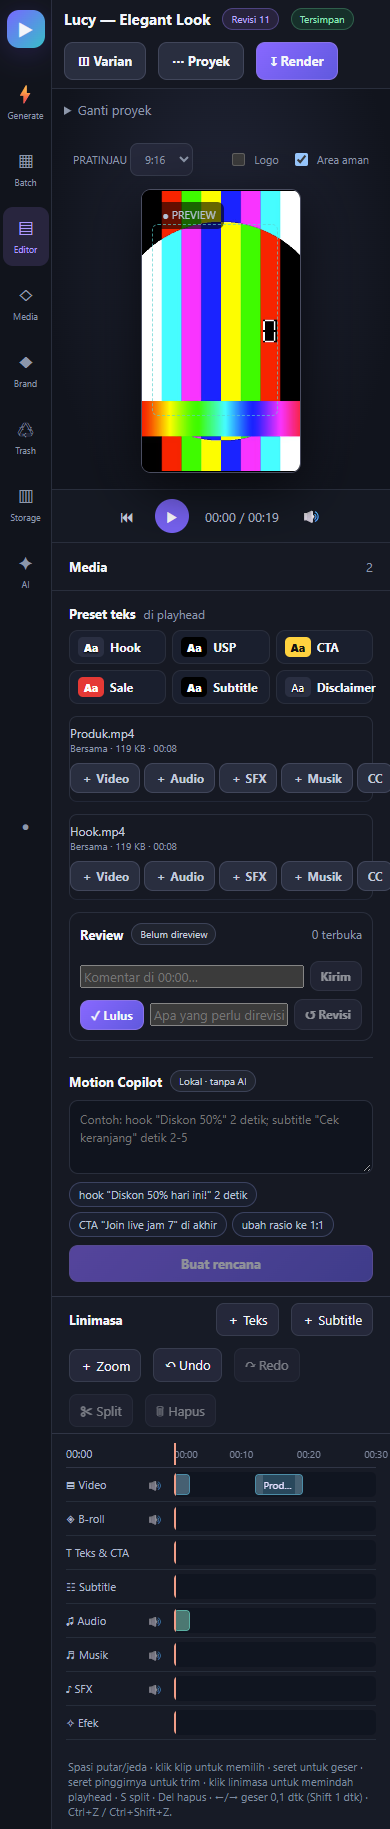 Lucy — Elegant Look
Revisi 11
Tersimpan
Varian
Proyek
Render
Ganti proyek
PRATINJAU
9:16
Logo
Area aman
PREVIEW
Generate
Batch
Editor
Media
Brand
Trash
Storage
AI
00:00 / 00:19
Media
2
Preset teks
di playhead
Aa Hook
Aa USP
Aa CTA
Aa Sale
Aa Subtitle
Aa Disclaimer
Produk.mp4
Bersama · 119 KB · 00:08
+ Video
+ Audio
+ SFX
+ Musik
CC
Hook.mp4
Bersama · 119 KB · 00:08
+ Video
+ Audio
+ SFX
+ Musik
CC
Review
Belum direview
0 terbuka
Komentar di 00:00...
Kirim
✓ Lulus
Apa yang perlu direvisi
↺ Revisi
Motion Copilot
Lokal · tanpa AI
Contoh: hook "Diskon 50%" 2 detik; subtitle "Cek
keranjang" detik 2-5
hook "Diskon 50% hari ini!" 2 detik
CTA "Join live jam 7" di akhir
ubah rasio ke 1:1
Buat rencana
Linimasa
+ Teks
+ Subtitle
+ Zoom
↶ Undo
↷ Redo
Split
Hapus
00:00
00:00
00:10
00:20
00:30
Video
Prod...
B-roll
T Teks & CTA
Subtitle
♫ Audio
♬ Musik
♪ SFX
✧ Efek
Spasi putar/jeda · klik klip untuk memilih · seret untuk geser ·
seret pinggirnya untuk trim · klik linimasa untuk memindah
playhead · S split · Del hapus · ←/→ geser 0,1 dtk (Shift 1 dtk) ·
Ctrl+Z / Ctrl+Shift+Z.